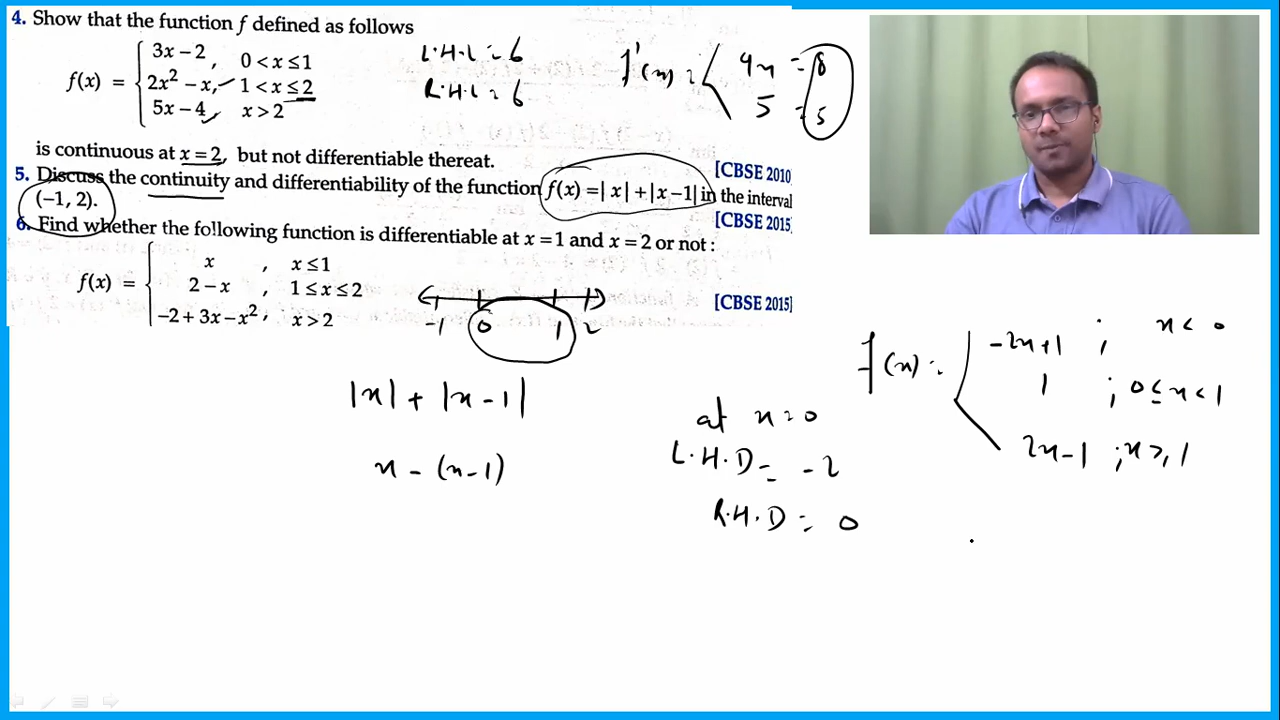 4. Show that the function f defined as follows
f(x) = { 3x − 2, 0 < x ≤ 1
2x² − x, 1 < x ≤ 2
5x − 4, x > 2
is continuous at x = 2, but not differentiable thereat. [CBSE 2010
5. Discuss the continuity and differentiability of the function f(x) = |x| + |x−1| in the interval
(−1, 2). [CBSE 2015]
6. Find whether the following function is differentiable at x = 1 and x = 2 or not :
f(x) = { x , x ≤ 1
2 − x , 1 ≤ x ≤ 2
−2 + 3x − x², x > 2 [CBSE 2015]
L.H.L = 6
R.H.L = 6
f'(x) = { 4x = 8
5 = 5
-1 0 1 2
|x| + |x - 1|
x - (x-1)
at x = 0
L.H.D = -2
R.H.D = 0
f(x) = { -2x+1 ; x < 0
1 ; 0 ≤ x < 1
2x-1 ; x ≥ 1